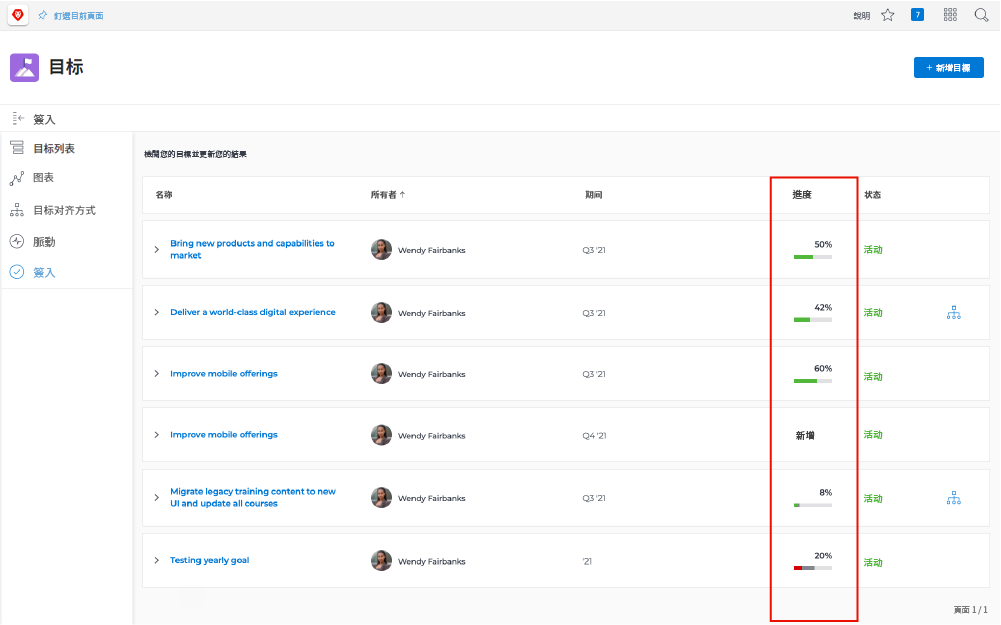 釘選目前頁面
說明
7
目标
+ 新增目標
簽入
目标列表
图表
目标对齐方式
脈動
簽入
檢閱您的目標並更新您的結果
名称 所有者 ↑ 期间 進度 状态
Bring new products and capabilities to
market
Wendy Fairbanks Q3 '21 50% 活动
Deliver a world-class digital experience Wendy Fairbanks Q3 '21 42% 活动
Improve mobile offerings Wendy Fairbanks Q3 '21 60% 活动
Improve mobile offerings Wendy Fairbanks Q4 '21 新增 活动
Migrate legacy training content to new
UI and update all courses
Wendy Fairbanks Q3 '21 8% 活动
Testing yearly goal Wendy Fairbanks '21 20% 活动
頁面 1 / 1